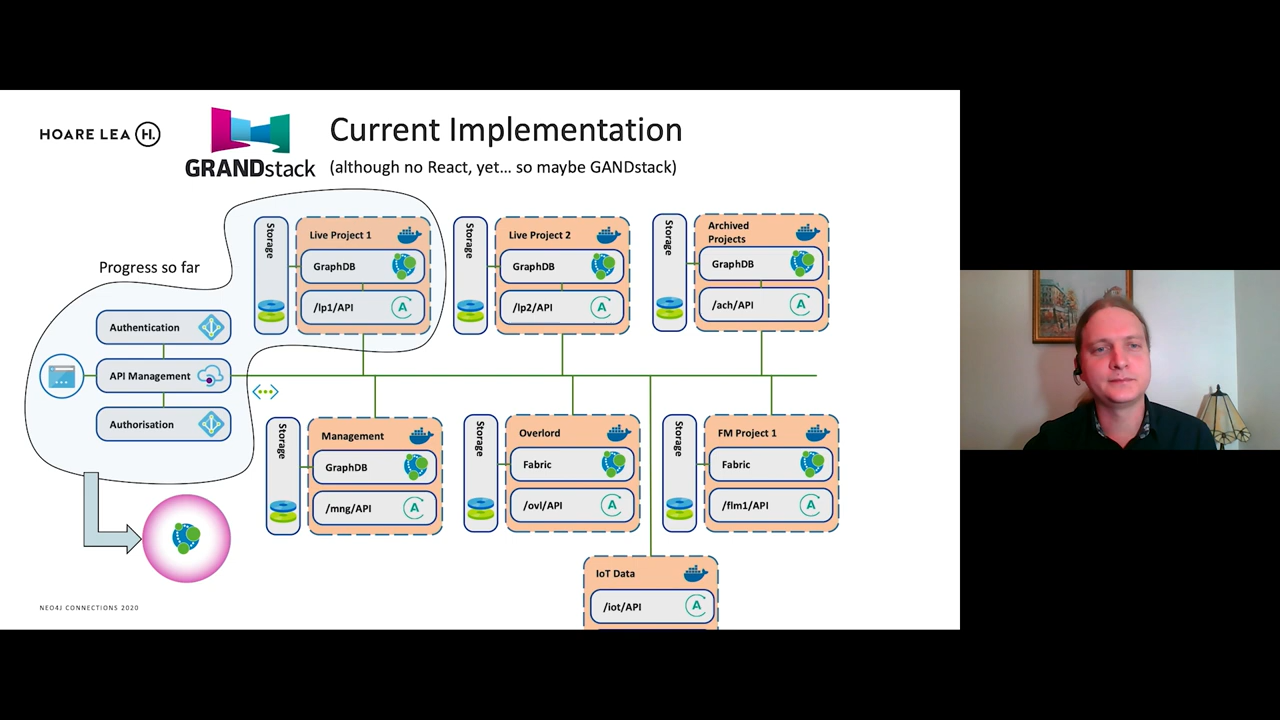 HOARE LEA HL
GRANDstack
Current Implementation
(although no React, yet... so maybe GANDstack)
Progress so far
Authentication
API Management
Authorisation
Storage
Live Project 1
GraphDB
/lp1/API
A
Storage
Live Project 2
GraphDB
/lp2/API
A
Storage
Archived
Projects
GraphDB
/ach/API
A
Storage
Management
GraphDB
/mng/API
A
Storage
Overlord
Fabric
/ovl/API
A
Storage
FM Project 1
Fabric
/flm1/API
A
IoT Data
/iot/API
A
NEO4J CONNECTIONS 2020